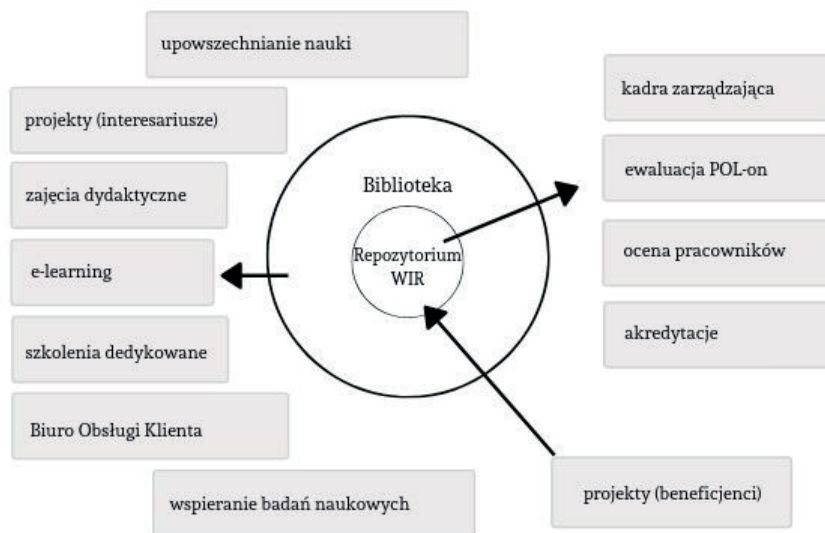 upowszechnianie nauki
projekty (interesariusze)
zajęcia dydaktyczne
e-learning
szkolenia dedykowane
Biuro Obsługi Klienta
wspieranie badań naukowych
Biblioteka
Repozytorium
WIR
kadra zarządzająca
ewaluacja POL-on
ocena pracowników
akredytacje
projekty (beneficjenci)